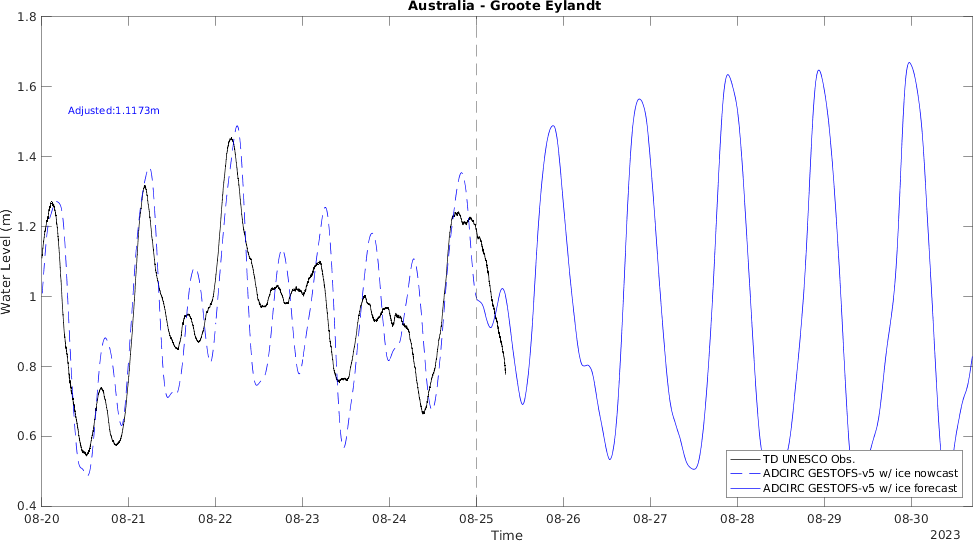 Australia - Groote Eylandt
1.8
1.6
1.4
1.2
1
0.8
0.6
0.4
Water Level (m)
Adjusted:1.1173m
TD UNESCO Obs.
ADCIRC GESTOFS-v5 w/ ice nowcast
ADCIRC GESTOFS-v5 w/ ice forecast
08-20 08-21 08-22 08-23 08-24 08-25 08-26 08-27 08-28 08-29 08-30
Time
2023